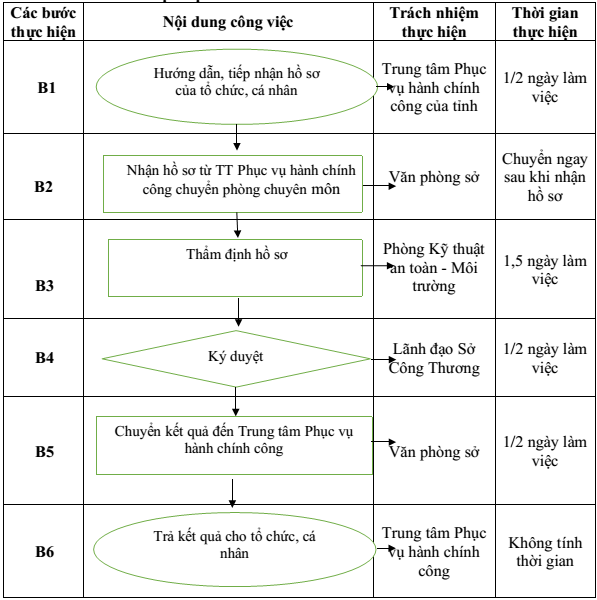 Các bước
thực hiện
Nội dung công việc
Trách nhiệm
thực hiện
Thời gian
thực hiện
B1
Hướng dẫn, tiếp nhận hồ sơ
của tổ chức, cá nhân
Trung tâm Phục
vụ hành chính
công của tỉnh
1/2 ngày làm
việc
B2
Nhận hồ sơ từ TT Phục vụ hành chính
công chuyển phòng chuyên môn
Văn phòng sở
Chuyển ngay
sau khi nhận
hồ sơ
B3
Thẩm định hồ sơ
Phòng Kỹ thuật
an toàn - Môi
trường
1,5 ngày làm
việc
B4
Ký duyệt
Lãnh đạo Sở
Công Thương
1/2 ngày làm
việc
B5
Chuyển kết quả đến Trung tâm Phục vụ
hành chính công
Văn phòng sở
1/2 ngày làm
việc
B6
Trả kết quả cho tổ chức, cá
nhân
Trung tâm Phục
vụ hành chính
công
Không tính
thời gian